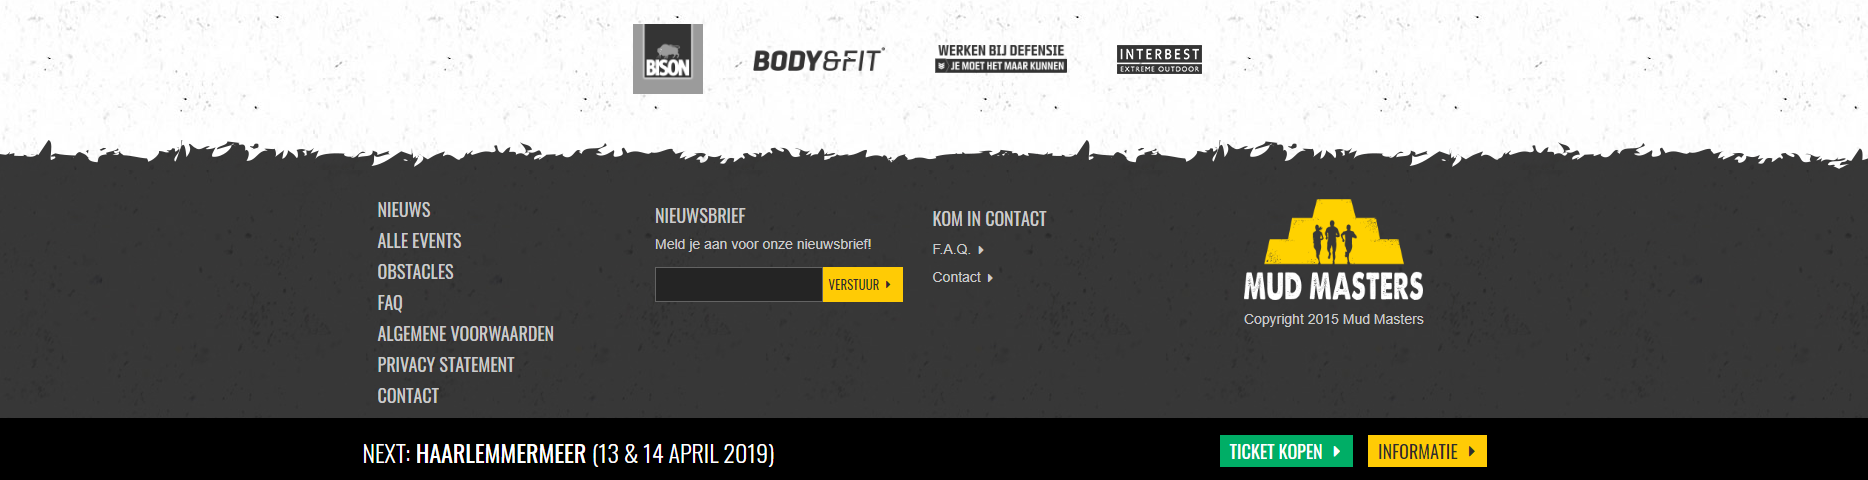 BISON
BODY&FIT
WERKEN BIJ DEFENSIE
JE MOET HET MAAR KUNNEN
INTERBEST
EXTREME OUTDOOR
NIEUWS
ALLE EVENTS
OBSTACLES
FAQ
ALGEMENE VOORWAARDEN
PRIVACY STATEMENT
CONTACT
NIEUWSBRIEF
Meld je aan voor onze nieuwsbrief!
VERSTUUR
KOM IN CONTACT
F.A.Q.
Contact
MUD MASTERS
Copyright 2015 Mud Masters
NEXT: HAARLEMMERMEER (13 & 14 APRIL 2019)
TICKET KOPEN
INFORMATIE